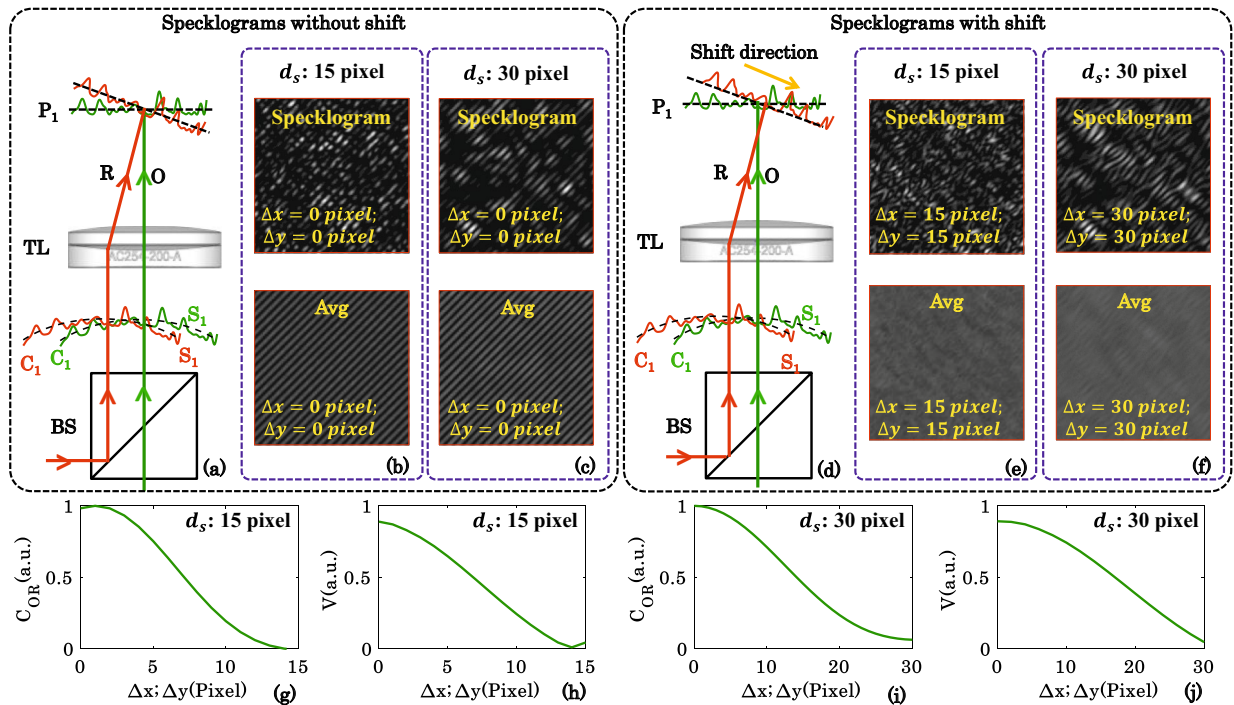 Specklograms without shift
P₁
R
O
TL
AC254-200-A
C₁
C₁
S₁
S₁
BS
(a)
dₛ: 15 pixel
Specklogram
Δx = 0 pixel;
Δy = 0 pixel
Avg
Δx = 0 pixel;
Δy = 0 pixel
(b)
dₛ: 30 pixel
Specklogram
Δx = 0 pixel;
Δy = 0 pixel
Avg
Δx = 0 pixel;
Δy = 0 pixel
(c)
Specklograms with shift
Shift direction
P₁
R
O
TL
AC254-200-A
C₁
C₁
S₁
S₁
BS
(d)
dₛ: 15 pixel
Specklogram
Δx = 15 pixel;
Δy = 15 pixel
Avg
Δx = 15 pixel;
Δy = 15 pixel
(e)
dₛ: 30 pixel
Specklogram
Δx = 30 pixel;
Δy = 30 pixel
Avg
Δx = 30 pixel;
Δy = 30 pixel
(f)
dₛ: 15 pixel
C_OR(a.u.)
1
0.5
0
0 5 10 15
Δx; Δy(Pixel)
(g)
dₛ: 15 pixel
V(a.u.)
1
0.5
0
0 5 10 15
Δx; Δy(Pixel)
(h)
dₛ: 30 pixel
C_OR(a.u.)
1
0.5
0
0 10 20 30
Δx; Δy(Pixel)
(i)
dₛ: 30 pixel
V(a.u.)
1
0.5
0
0 10 20 30
Δx; Δy(Pixel)
(j)